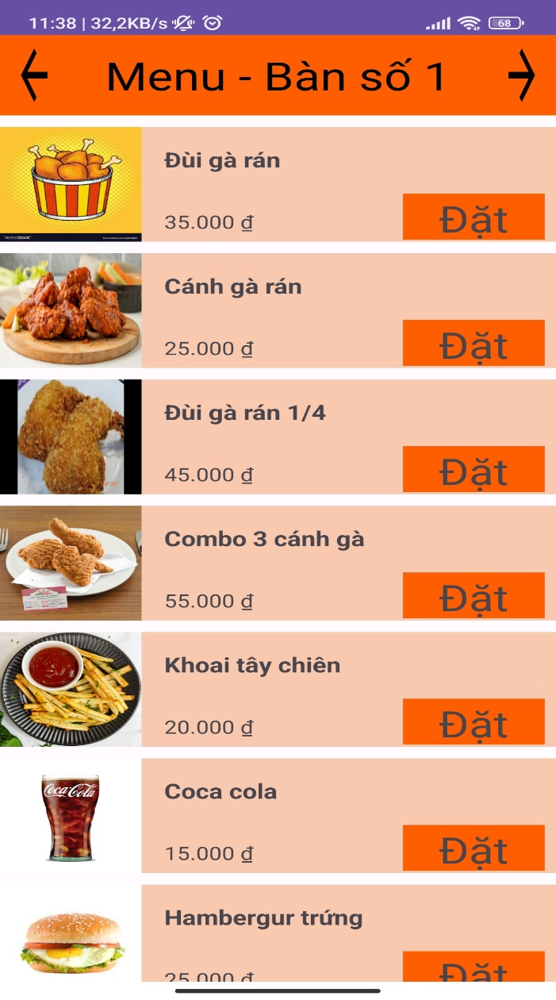 11:38 | 32,2KB/s
68
Menu - Bàn số 1
VectorStock
Đùi gà rán
35.000 ₫
Đặt
Cánh gà rán
25.000 ₫
Đặt
Đùi gà rán 1/4
45.000 ₫
Đặt
Combo 3 cánh gà
55.000 ₫
Đặt
Khoai tây chiên
20.000 ₫
Đặt
Coca-Cola
Coca cola
15.000 ₫
Đặt
Hambergur trứng
25.000 ₫
Đặt